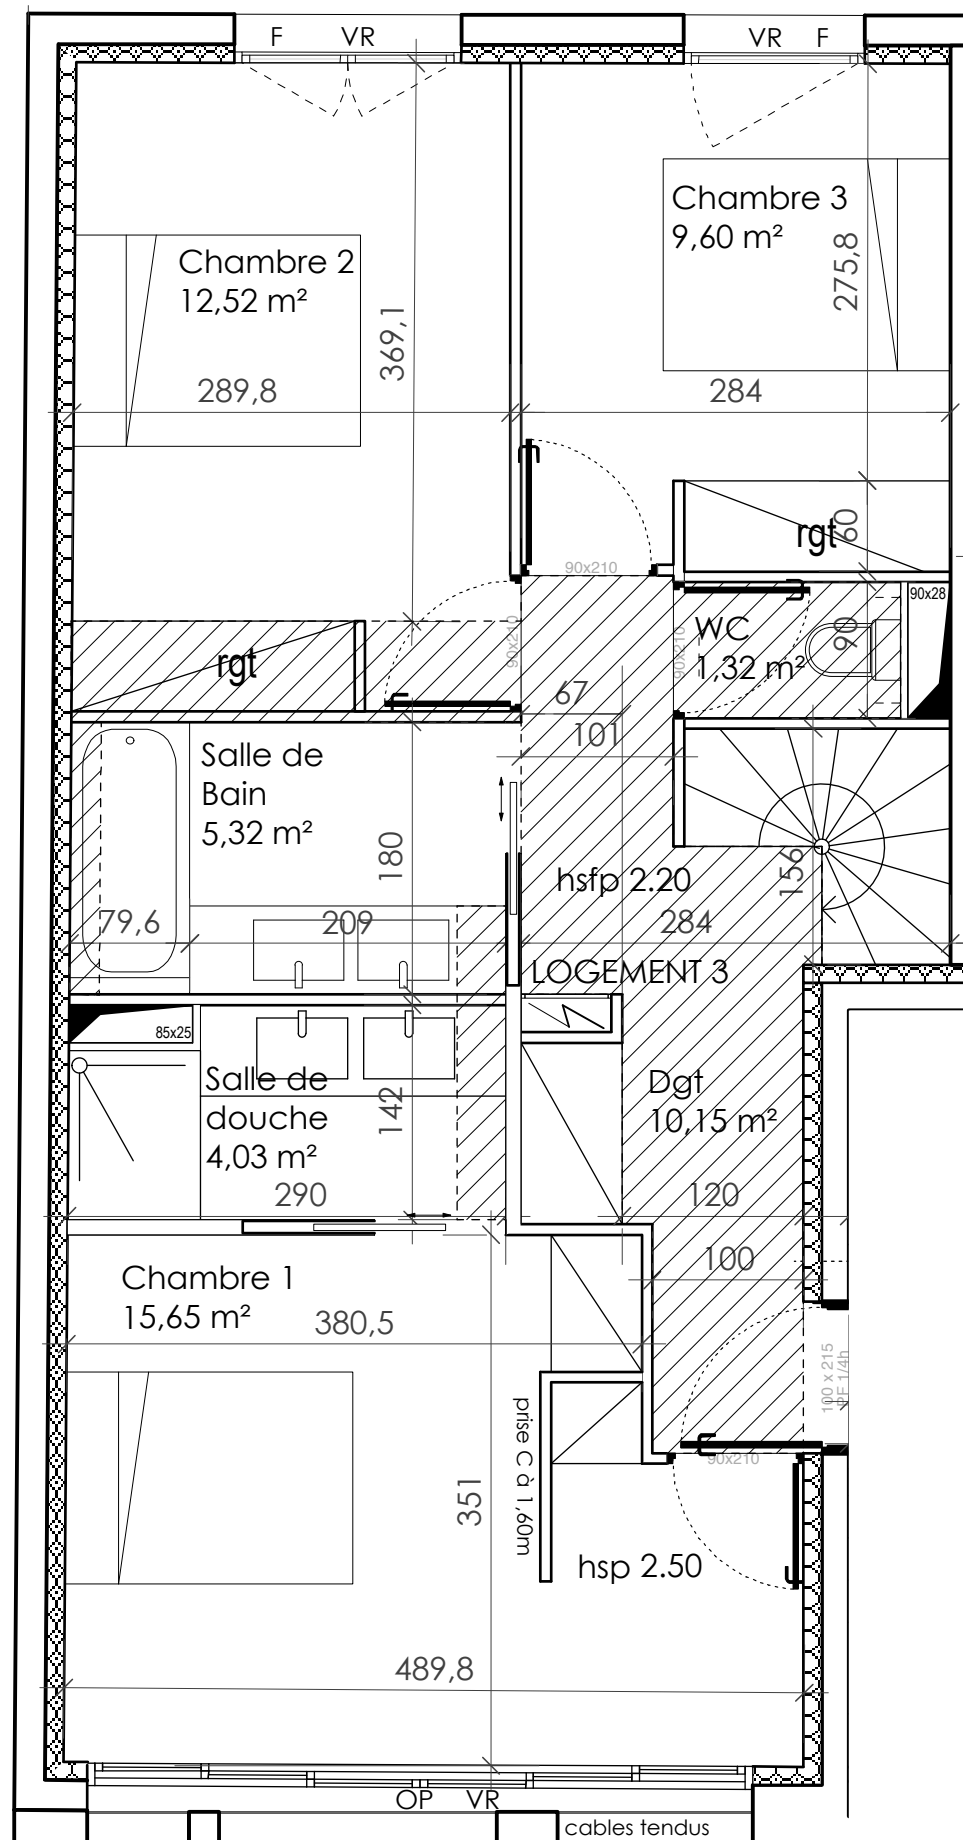 F VR
VR F
Chambre 3
9,60 m²
275,8
Chambre 2
12,52 m²
369,1
289,8
284
rgt
60
90x210
90x28
WC
1,32 m²
90
90x210
90x210
rgt
67
101
Salle de
Bain
5,32 m²
180
hsfp 2.20
156
79,6
209
284
LOGEMENT 3
85x25
Salle de
douche
4,03 m²
142
Dgt
10,15 m²
290
120
100
Chambre 1
15,65 m²
380,5
100 x 215
PF 1/4h
prise C à 1,60m
90x210
351
hsp 2.50
489,8
OP VR
cables tendus